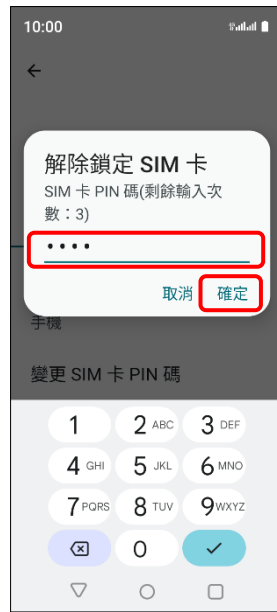 10:00
解除鎖定 SIM 卡
SIM 卡 PIN 碼(剩餘輸入次
數：3)
••••
取消 確定
手機
變更 SIM 卡 PIN 碼
1 2 ABC 3 DEF
4 GHI 5 JKL 6 MNO
7 PQRS 8 TUV 9 WXYZ
0